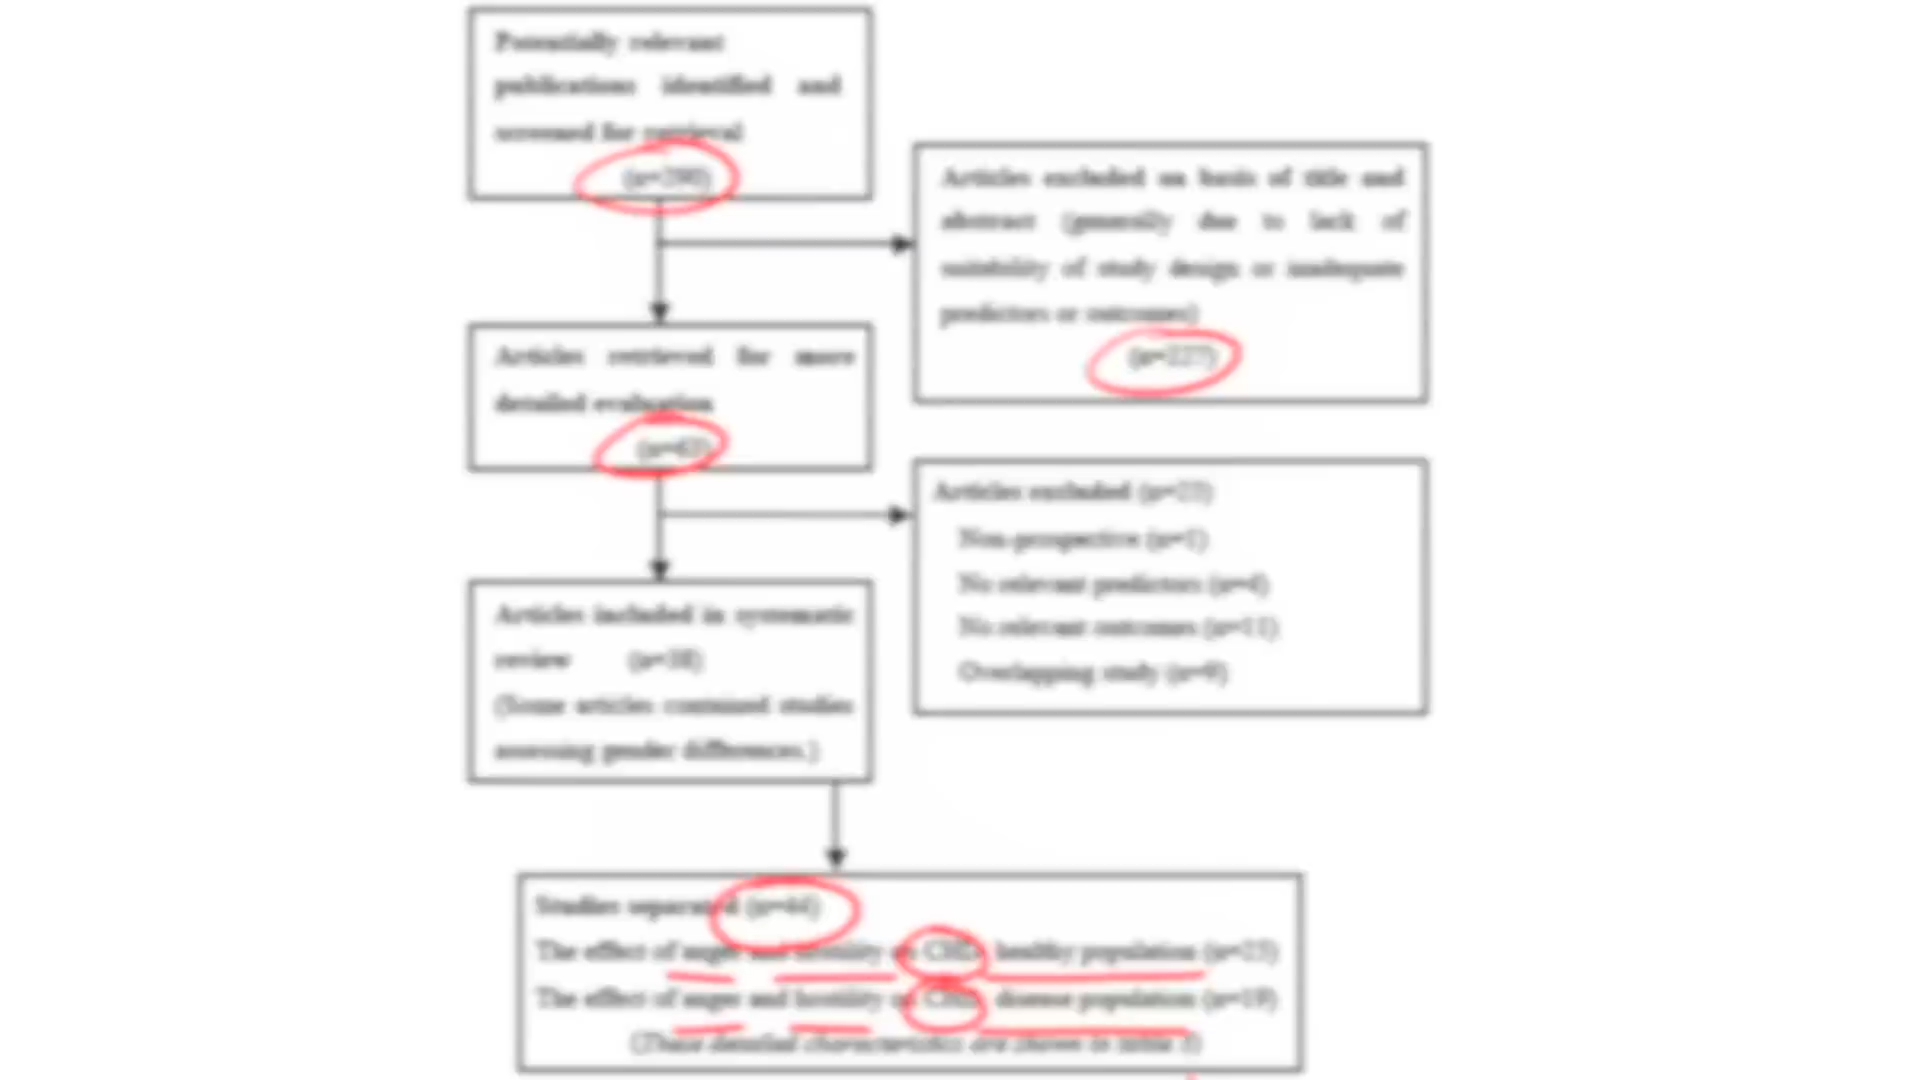 Potentially relevant
publications identified and
screened for retrieval
(n=290)
Articles excluded on basis of title and
abstract (generally due to lack of
suitability of study design or inadequate
predictors or outcomes)
(n=227)
Articles retrieved for more
detailed evaluation
(n=63)
Articles excluded
Non-prospective (n=1)
No relevant predictors (n=4)
No relevant outcomes (n=11)
Overlapping study (n=9)
Articles included in systematic
review
(Some articles contained studies
assessing gender differences.)
Studies separated (n=44)
The effect of anger and hostility on CHD: healthy population (n=25)
The effect of anger and hostility on CHD: disease population (n=19)
(These detailed characteristics are shown in table